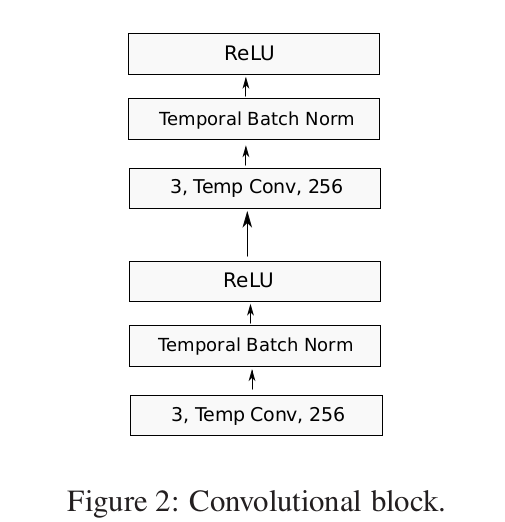 ReLU
Temporal Batch Norm
3, Temp Conv, 256
ReLU
Temporal Batch Norm
3, Temp Conv, 256
Figure 2: Convolutional block.